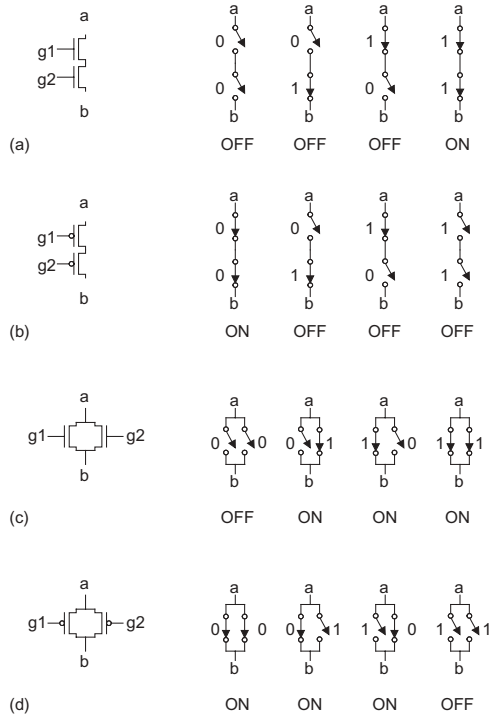 a
g1
g2
b
a a a a
0 0 1 1
0 1 0 1
b b b b
(a) OFF OFF OFF ON
a
g1
g2
b
a a a a
0 0 1 1
0 1 0 1
b b b b
(b) ON OFF OFF OFF
a
g1 g2
b
a a a a
0 0 0 1 1 0 1 1
b b b b
(c) OFF ON ON ON
a
g1 g2
b
a a a a
0 0 0 1 1 0 1 1
b b b b
(d) ON ON ON OFF